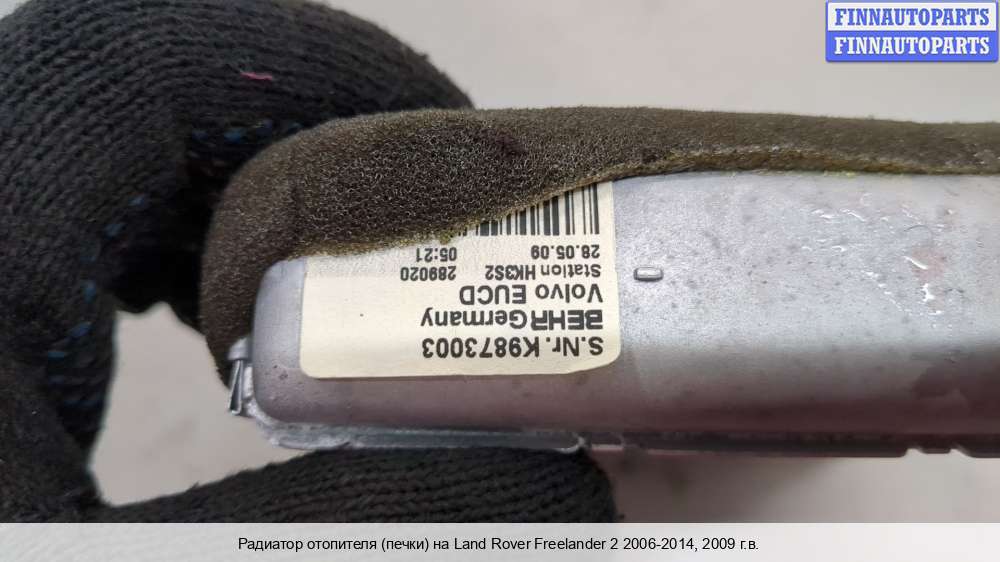 FINNAUTOPARTS
FINNAUTOPARTS
S.Nr. K9873003
BEHR Germany
Volvo EUCD
Station HK3S2 289020
28.05.09 05:21
Радиатор отопителя (печки) на Land Rover Freelander 2 2006-2014, 2009 г.в.